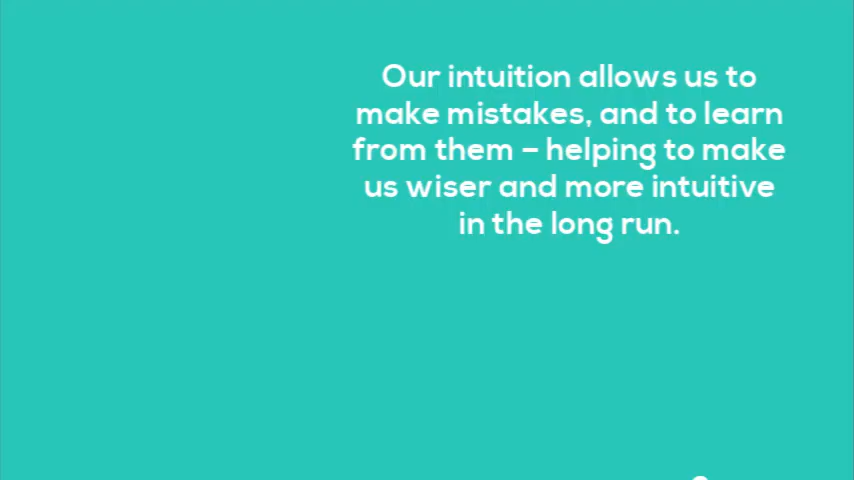 Our intuition allows us to
make mistakes, and to learn
from them – helping to make
us wiser and more intuitive
in the long run.